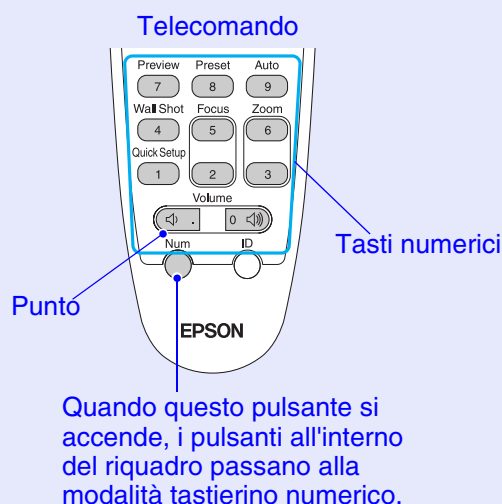 Telecomando
Preview Preset Auto
7 8 9
Wall Shot Focus Zoom
4 5 6
Quick Setup
1 2 3
Volume
. 0
Num ID
Tasti numerici
Punto
EPSON
Quando questo pulsante si
accende, i pulsanti all'interno
del riquadro passano alla
modalità tastierino numerico.